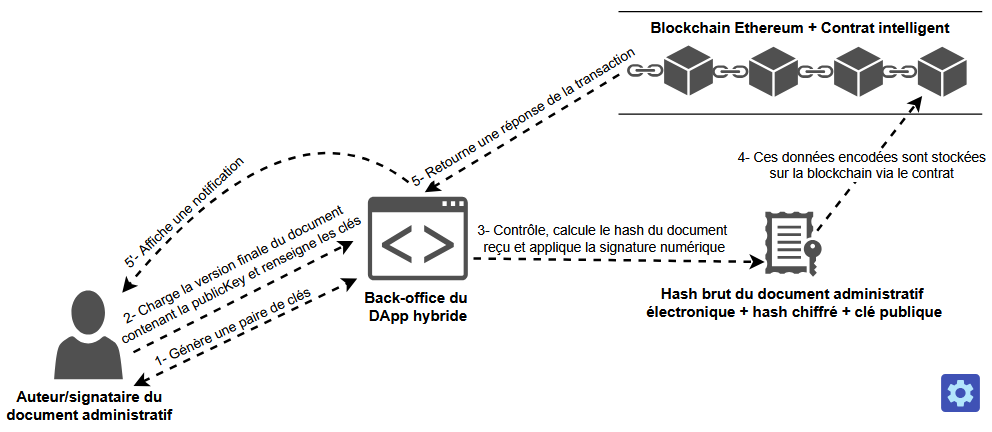 Blockchain Ethereum + Contrat intelligent
5- Retourne une réponse de la transaction
4- Ces données encodées sont stockées
sur la blockchain via le contrat
5'- Affiche une notification
2- Charge la version finale du document
contenant la publicKey et renseigne les clés
3- Contrôle, calcule le hash du document
reçu et applique la signature numérique
1- Génère une paire de clés
Back-office du
DApp hybride
Hash brut du document administratif
électronique + hash chiffré + clé publique
Auteur/signataire du
document administratif